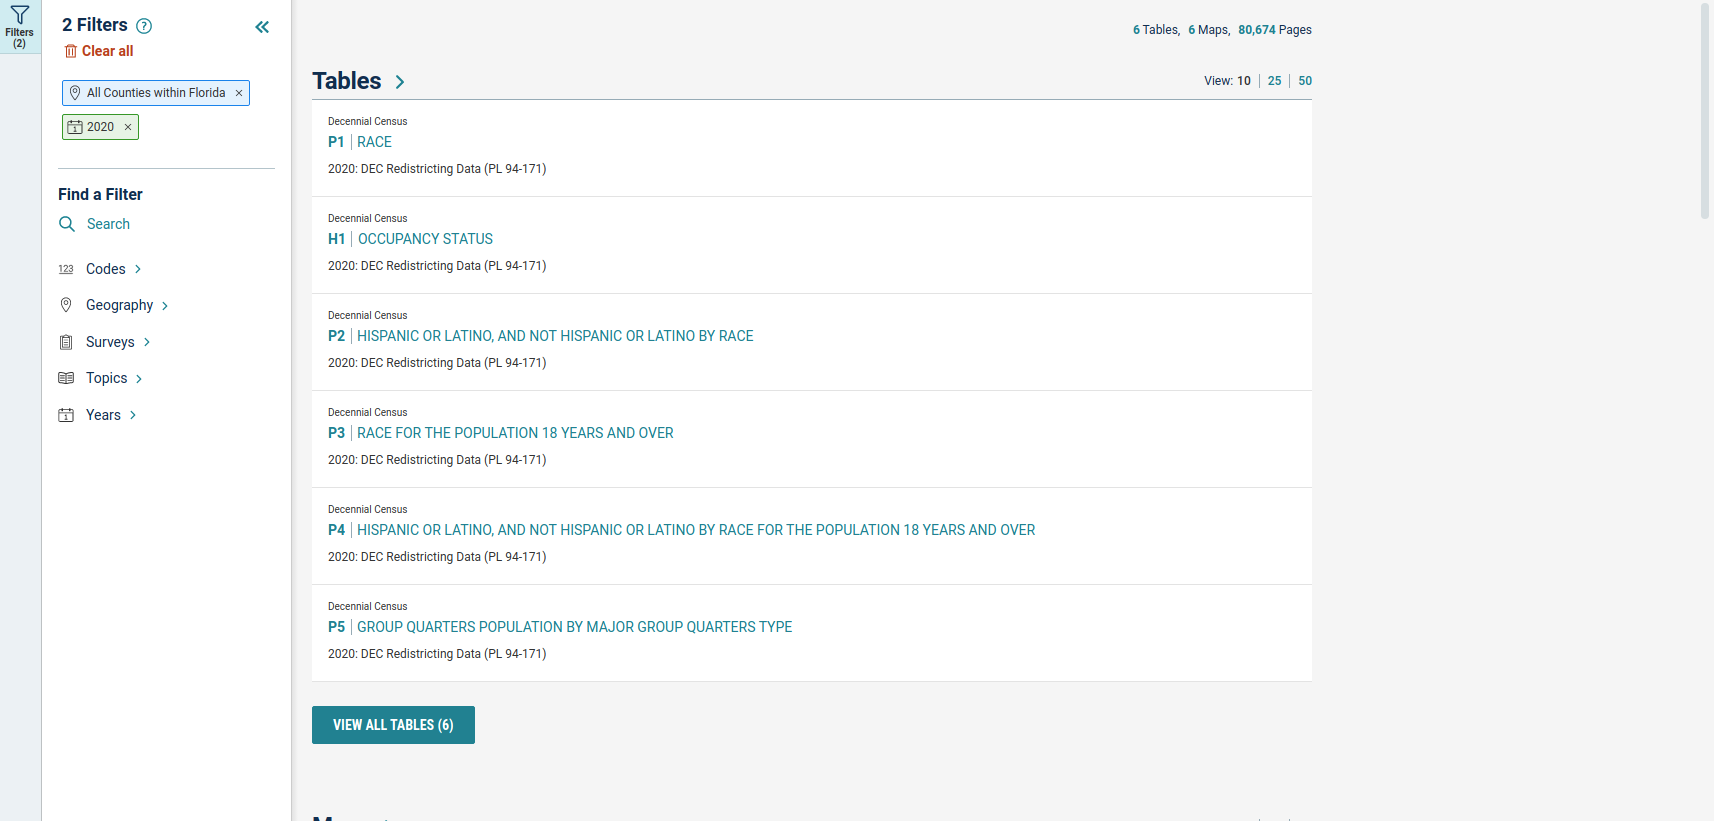 Filters
(2)
2 Filters ?
Clear all
All Counties within Florida ×
1 2020 ×
Find a Filter
Search
123 Codes
Geography
Surveys
Topics
1 Years
6 Tables, 6 Maps, 80,674 Pages
Tables
View: 10 | 25 | 50
Decennial Census
P1 | RACE
2020: DEC Redistricting Data (PL 94-171)
Decennial Census
H1 | OCCUPANCY STATUS
2020: DEC Redistricting Data (PL 94-171)
Decennial Census
P2 | HISPANIC OR LATINO, AND NOT HISPANIC OR LATINO BY RACE
2020: DEC Redistricting Data (PL 94-171)
Decennial Census
P3 | RACE FOR THE POPULATION 18 YEARS AND OVER
2020: DEC Redistricting Data (PL 94-171)
Decennial Census
P4 | HISPANIC OR LATINO, AND NOT HISPANIC OR LATINO BY RACE FOR THE POPULATION 18 YEARS AND OVER
2020: DEC Redistricting Data (PL 94-171)
Decennial Census
P5 | GROUP QUARTERS POPULATION BY MAJOR GROUP QUARTERS TYPE
2020: DEC Redistricting Data (PL 94-171)
VIEW ALL TABLES (6)